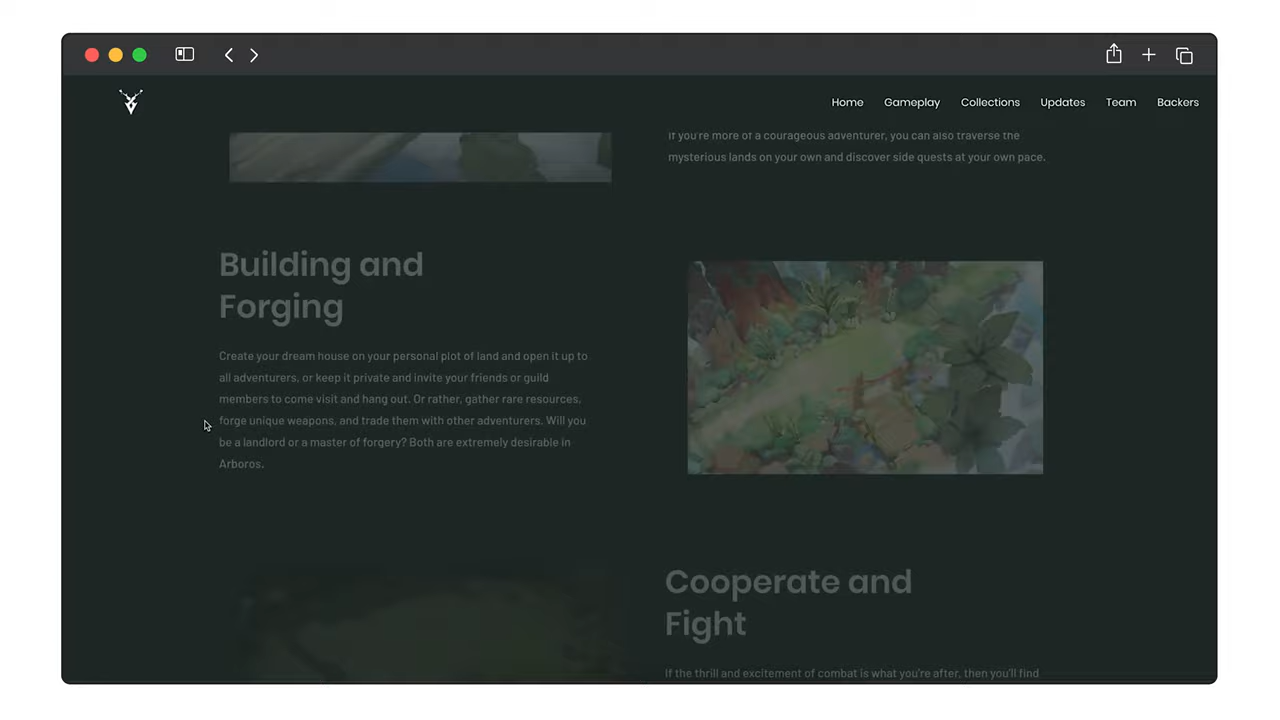 Home Gameplay Collections Updates Team Backers
If you're more of a courageous adventurer, you can also traverse the
mysterious lands on your own and discover side quests at your own pace.
Building and
Forging
Create your dream house on your personal plot of land and open it up to
all adventurers, or keep it private and invite your friends or guild
members to come visit and hang out. Or rather, gather rare resources,
forge unique weapons, and trade them with other adventurers. Will you
be a landlord or a master of forgery? Both are extremely desirable in
Arboros.
Cooperate and
Fight
If the thrill and excitement of combat is what you're after, then you'll find